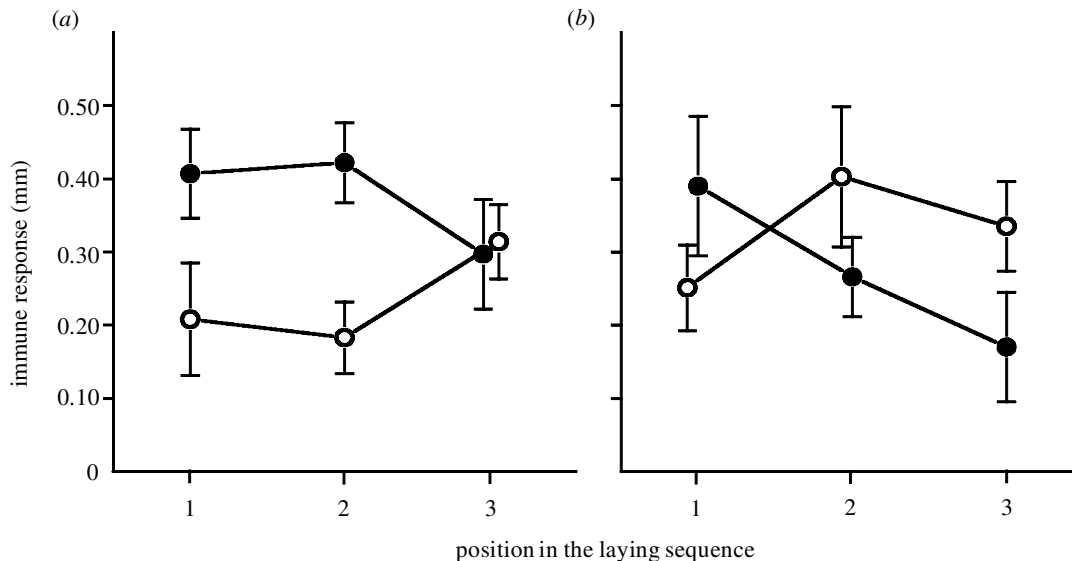 (a)
(b)
immune response (mm)
0.50
0.40
0.30
0.20
0.10
0
1 2 3
1 2 3
position in the laying sequence